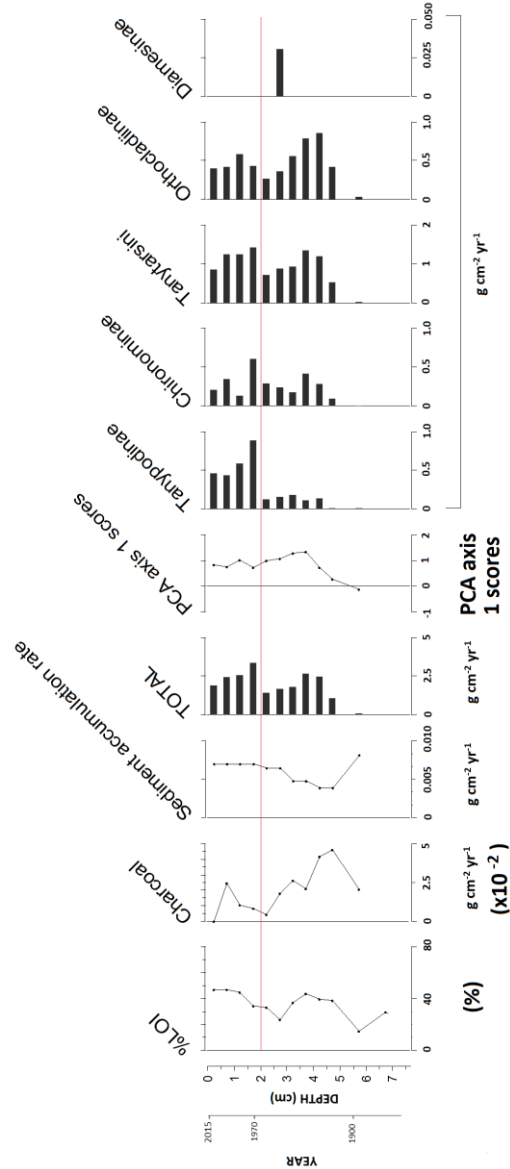 %LOI
Charcoal
Sediment accumulation rate
TOTAL
PCA axis 1 scores
Tanypodinae
Chironominae
Tanytarsini
Orthocladiinae
Diamesinae
2015
1970
1900
YEAR
0
1
2
3
4
5
6
7
DEPTH (cm)
0
40
80
(%)
0
2.5
5
g cm-2 yr-1
(x10-2)
0
0.005
0.010
g cm-2 yr-1
0
2.5
5
g cm-2 yr-1
-1
0
1
2
PCA axis
1 scores
0
0.5
1.0
0
0.5
1.0
0
1
2
0
0.5
1.0
0
0.025
0.050
g cm-2 yr-1